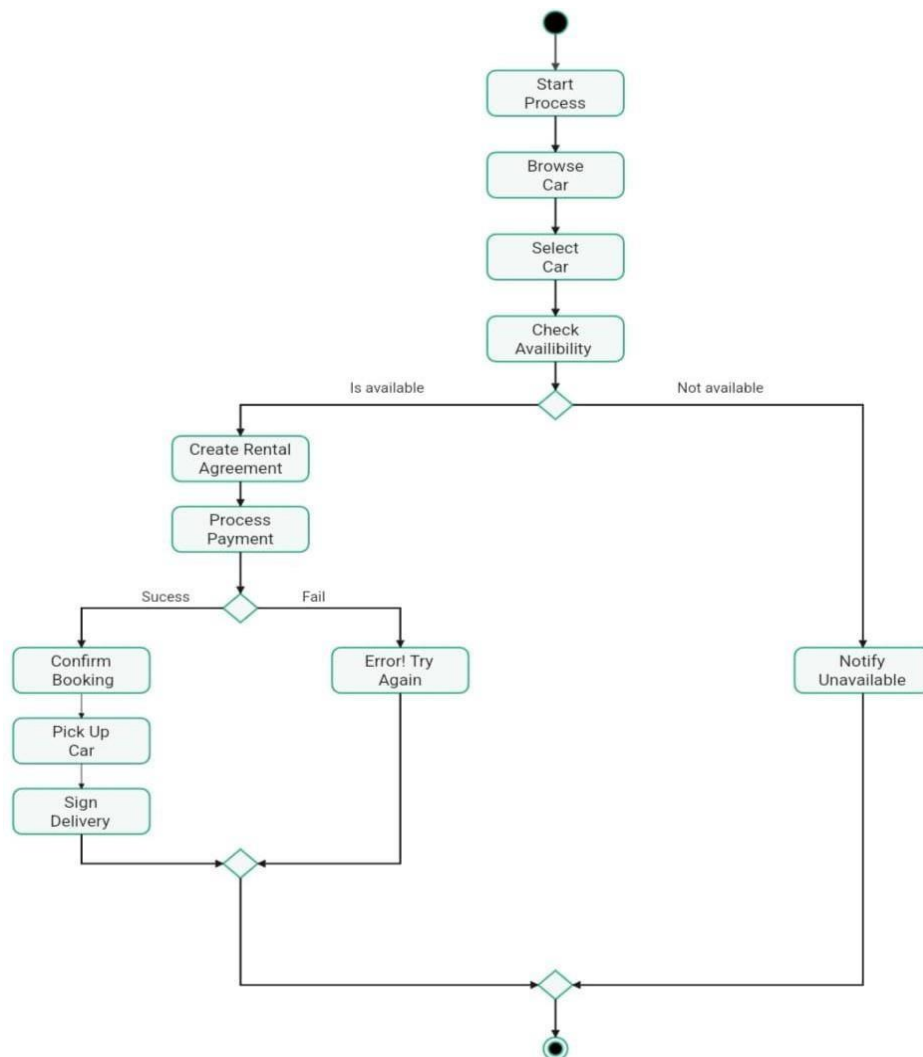 Start
Process
Browse
Car
Select
Car
Check
Availibility
Is available
Not available
Create Rental
Agreement
Process
Payment
Sucess
Fail
Confirm
Booking
Error! Try
Again
Notify
Unavailable
Pick Up
Car
Sign
Delivery